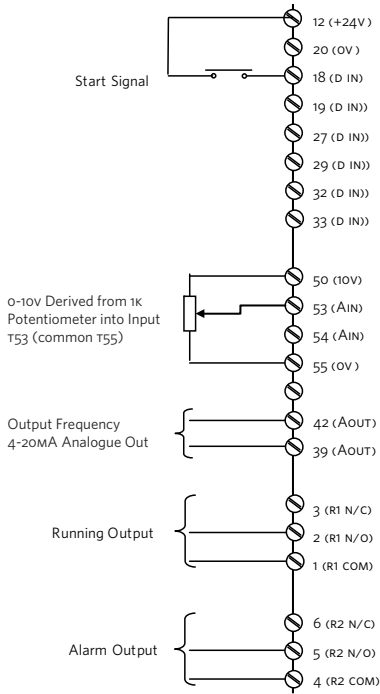 12 (+24V)
20 (0V)
Start Signal
18 (D IN)
19 (D IN))
27 (D IN))
29 (D IN))
32 (D IN))
33 (D IN))
50 (10V)
0-10V Derived from 1K
Potentiometer into Input
T53 (common T55)
53 (AIN)
54 (AIN)
55 (0V )
Output Frequency
4-20MA Analogue Out
42 (AOUT)
39 (AOUT)
3 (R1 N/C)
Running Output
2 (R1 N/O)
1 (R1 COM)
6 (R2 N/C)
Alarm Output
5 (R2 N/O)
4 (R2 COM)